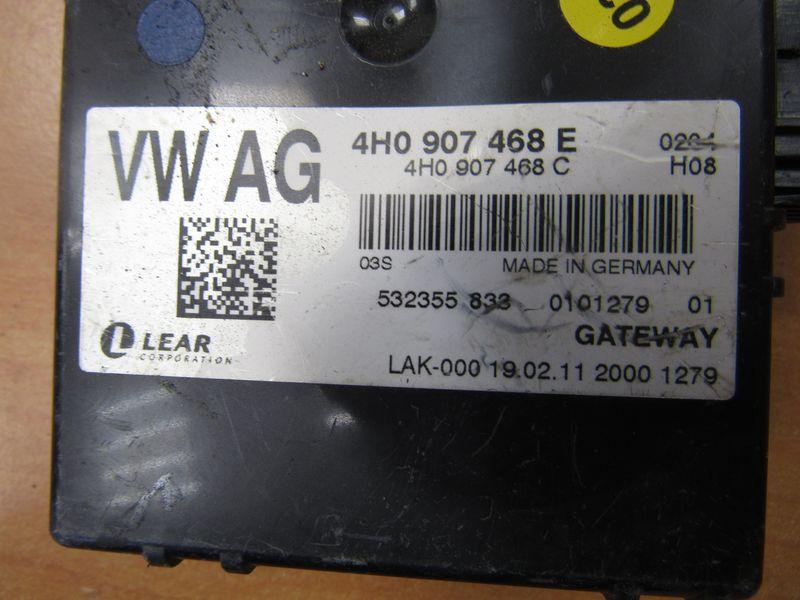 VW AG
4H0 907 468 E 0204
4H0 907 468 C H08
03S MADE IN GERMANY
532355 833 0101279 01
LEAR
CORPORATION
GATEWAY
LAK-000 19.02.11 2000 1279